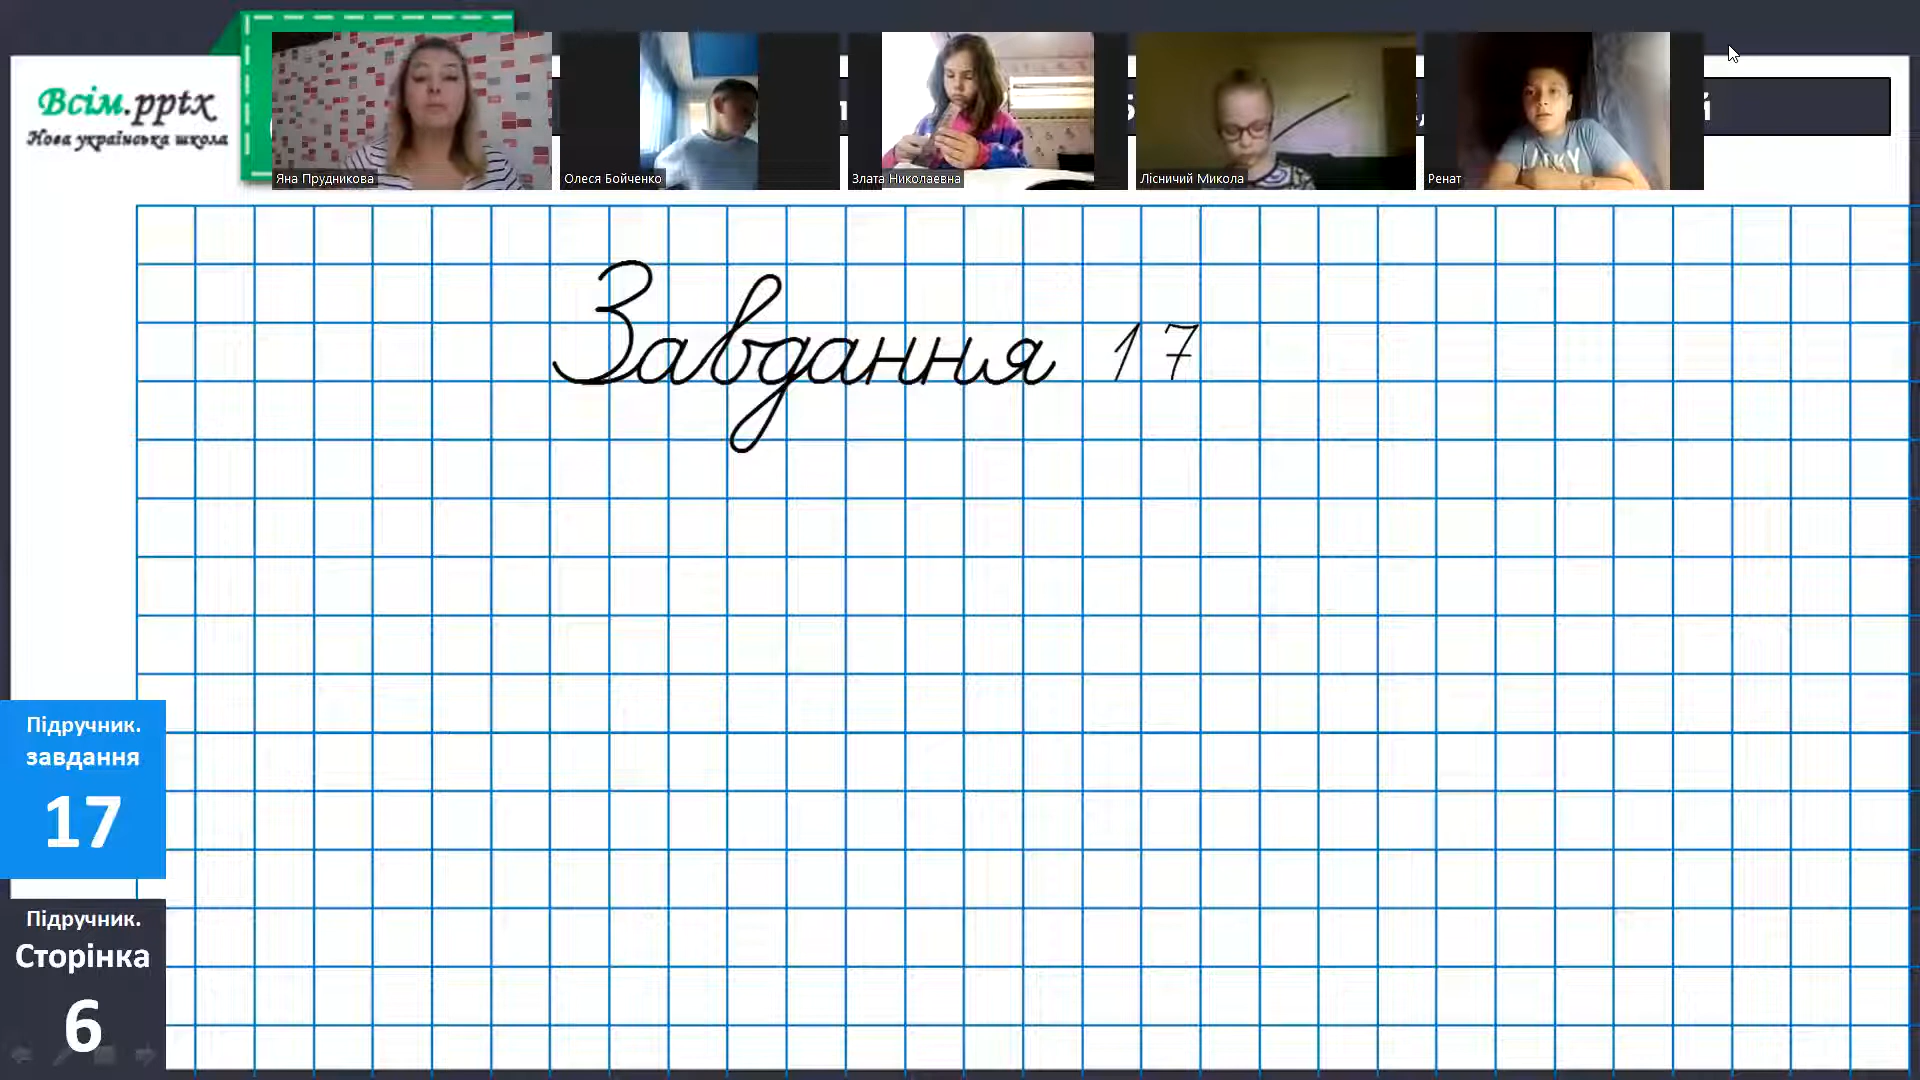 Всім.pptx
Нова українська школа
Яна Прудникова
Олеся Бойченко
Злата Николаевна
Лісничий Микола
Ренат
Завдання 17
Підручник.
завдання
17
Підручник.
Сторінка
6